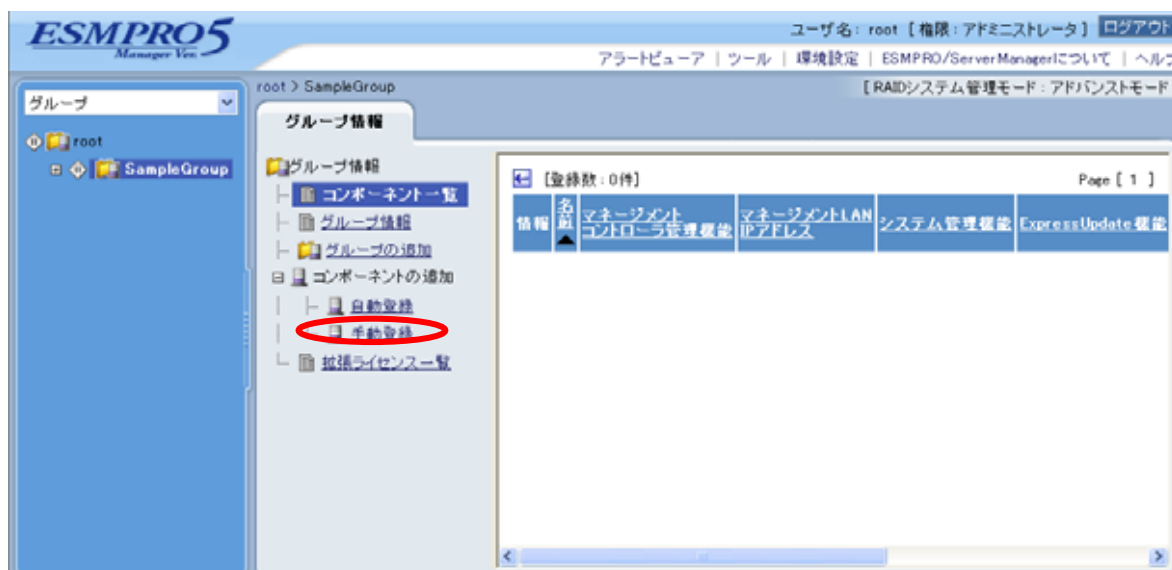 ESMPRO5
Manager Ver.
ユーザ名: root [ 権限: アドミニストレータ ] ログアウト
アラートビューア | ツール | 環境設定 | ESMPRO/ServerManagerについて | ヘルプ
グループ
root
SampleGroup
root > SampleGroup
[ RAIDシステム管理モード : アドバンストモード
グループ情報
グループ情報
コンポーネント一覧
グループ情報
グループの追加
コンポーネントの追加
自動登録
手動登録
拡張ライセンス一覧
[登録数 : 0件]
Page [ 1 ]
情報
名前
マネージメント
コントローラ管理機能
マネージメントLAN
IPアドレス
システム管理機能
ExpressUpdate機能